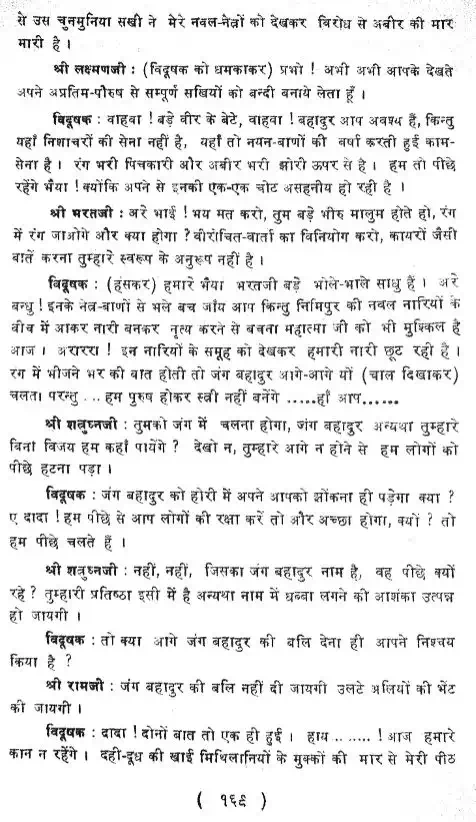 से उस चुनमुनिया सखी ने मेरे नवल-नेत्नों को देखकर विरोध से अबीर की मार
मारी है ।
श्री लक्ष्मणजी : (विदूषक को धमकाकर) प्रभो ! अभी अभी आपके देखते
अपने अप्रतिम-पौरुष से सम्पूर्ण सखियों को बन्दी बनाये लेता हूँ ।
विदूषक : वाहवा ! बड़े वीर के बेटे, वाहवा ! बहादुर आप अवश्य हैं, किन्तु
यहाँ निशाचरों की सेना नहीं है, यहाँ तो नयन-बाणों की वर्षा करती हुई काम-
सेना है । रंग भरी पिचकारी और अबीर भरी झोरी ऊपर से है । हम तो पीछे
रहेंगे भैया ! क्योंकि अपने से इनकी एक-एक चोट असहनीय हो रही है ।
श्री भरतजी : अरे भाई ! भय मत करो, तुम बड़े भीरु मालुम होते हो, रंग
में रंग जाओगे और क्या होगा ? वीरोचित-वार्ता का विनियोग करो, कायरों जैसी
बातें करना तुम्हारे स्वरूप के अनुरूप नहीं है ।
विदूषक : (हंसकर) हमारे भैया भरतजी बड़े भोले-भाले साधु हैं । अरे
बन्धु ! इनके नेत्न-बाणों से भले बच जाँय आप किन्तु निमिपुर की नवल नारियों के
बीच में आकर नारी बनकर नृत्य करने से बचना महात्मा जी को भी मुश्किल है
आज । अरररा ! इन नारियों के समूह को देखकर हमारी नारी छूट रही है ।
रंग में भीजने भर की बात होती तो जंग बहादुर आगे-आगे यों (चाल दिखाकर)
चलता परन्तु ... हम पुरुष होकर स्त्री नहीं बनेंगे .....हाँ आप......
श्री शत्रुघ्नजी : तुमको जंग में चलना होगा, जंग बहादुर अन्यथा तुम्हारे
बिना विजय हम कहाँ पायेंगे ? देखो न, तुम्हारे आगे न होने से हम लोगों को
पीछे हटना पड़ा ।
विदूषक : जंग बहादुर को होरी में अपने आपको झोंकना ही पड़ेगा क्या ?
ए दादा ! हम पीछे से आप लोगों की रक्षा करें तो और अच्छा होगा, क्यों ? तो
हम पीछे चलते हैं ।
श्री शत्रुघ्नजी : नहीं, नहीं, जिसका जंग बहादुर नाम है, वह पीछे क्यों
रहे ? तुम्हारी प्रतिष्ठा इसी में है अन्यथा नाम में धब्बा लगने की आशंका उत्पन्न
हो जायगी ।
विदूषक : तो क्या आगे जंग बहादुर की बलि देना ही आपने निश्चय
किया है ?
श्री रामजी : जंग बहादुर की बलि नहीं दी जायगी उलटे अलियों की भेंट
की जायगी ।
विदूषक : दादा ! दोनों बात तो एक ही हुई । हाय .. .....! आज हमारे
कान न रहेंगे । दही-दूध की खाई मिथिलानियों के मुक्कों की मार से मेरी पीठ
( १६९ )